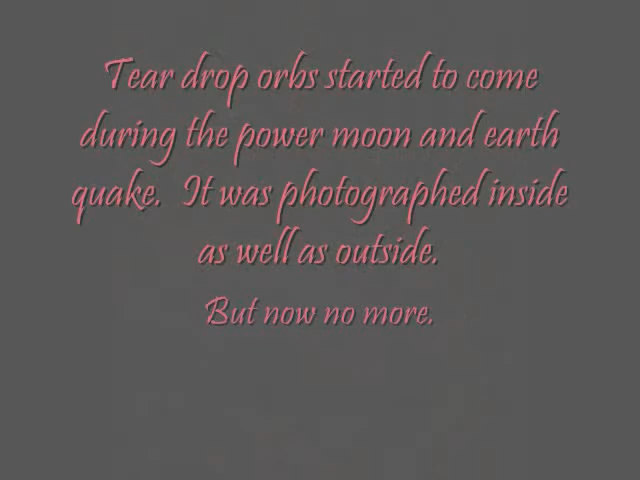 Tear drop orbs started to come
during the power moon and earth
quake. It was photographed inside
as well as outside.
But now no more.